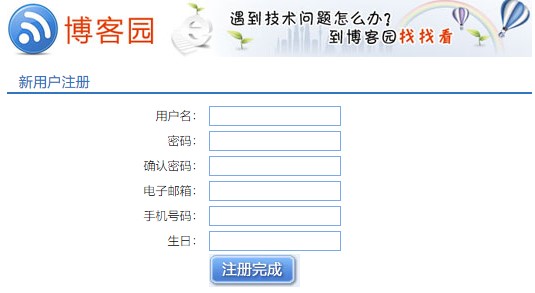 博客园
遇到技术问题怎么办?
到博客园找找看
新用户注册
用户名:
密码:
确认密码:
电子邮箱:
手机号码:
生日:
注册完成